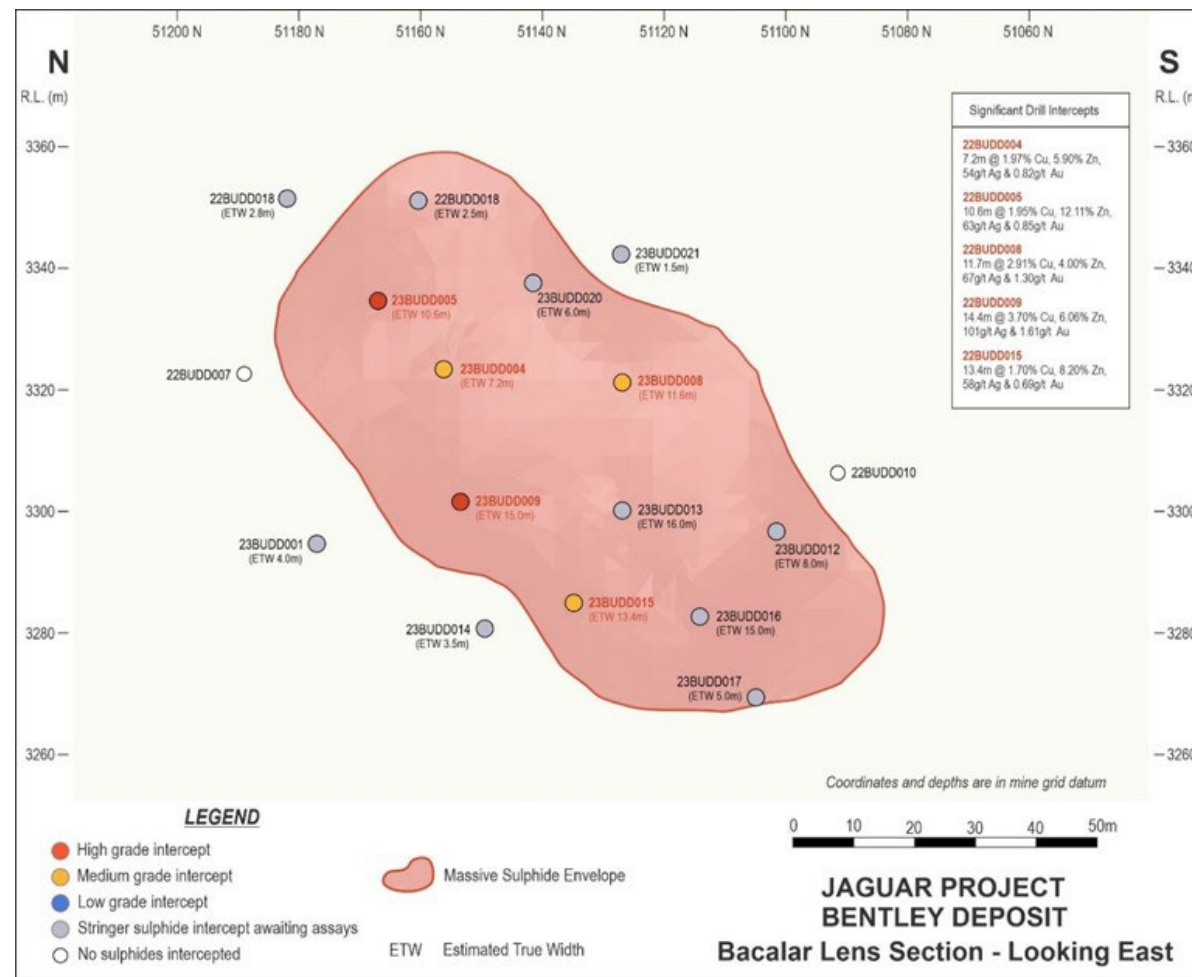 51200 N 51180 N 51160 N 51140 N 51120 N 51100 N 51080 N 51060 N
N
S
R.L. (m)
R.L. (m
3360
3340
3320
3300
3280
3260
3360
3340
3320
3300
3280
3260
Significant Drill Intercepts
22BUDD004
7.2m @ 1.97% Cu, 5.90% Zn,
54g/t Ag & 0.82g/t Au
22BUDD005
10.6m @ 1.95% Cu, 12.11% Zn,
63g/t Ag & 0.85g/t Au
22BUDD008
11.7m @ 2.91% Cu, 4.00% Zn,
67g/t Ag & 1.30g/t Au
22BUDD009
14.4m @ 3.70% Cu, 6.06% Zn,
101g/t Ag & 1.61g/t Au
22BUDD015
13.4m @ 1.70% Cu, 8.20% Zn,
58g/t Ag & 0.69g/t Au
22BUDD018
(ETW 2.8m)
22BUDD018
(ETW 2.5m)
23BUDD021
(ETW 1.5m)
23BUDD005
(ETW 10.6m)
23BUDD020
(ETW 6.0m)
22BUDD007
23BUDD004
(ETW 7.2m)
23BUDD008
(ETW 11.6m)
22BUDD010
23BUDD009
(ETW 15.0m)
23BUDD013
(ETW 16.0m)
23BUDD001
(ETW 4.0m)
23BUDD012
(ETW 8.0m)
23BUDD015
(ETW 13.4m)
23BUDD016
(ETW 15.0m)
23BUDD014
(ETW 3.5m)
23BUDD017
(ETW 5.0m)
Coordinates and depths are in mine grid datum
LEGEND
High grade intercept
Medium grade intercept
Low grade intercept
Stringer sulphide intercept awaiting assays
No sulphides intercepted
Massive Sulphide Envelope
ETW Estimated True Width
0 10 20 30 40 50m
JAGUAR PROJECT
BENTLEY DEPOSIT
Bacalar Lens Section - Looking East